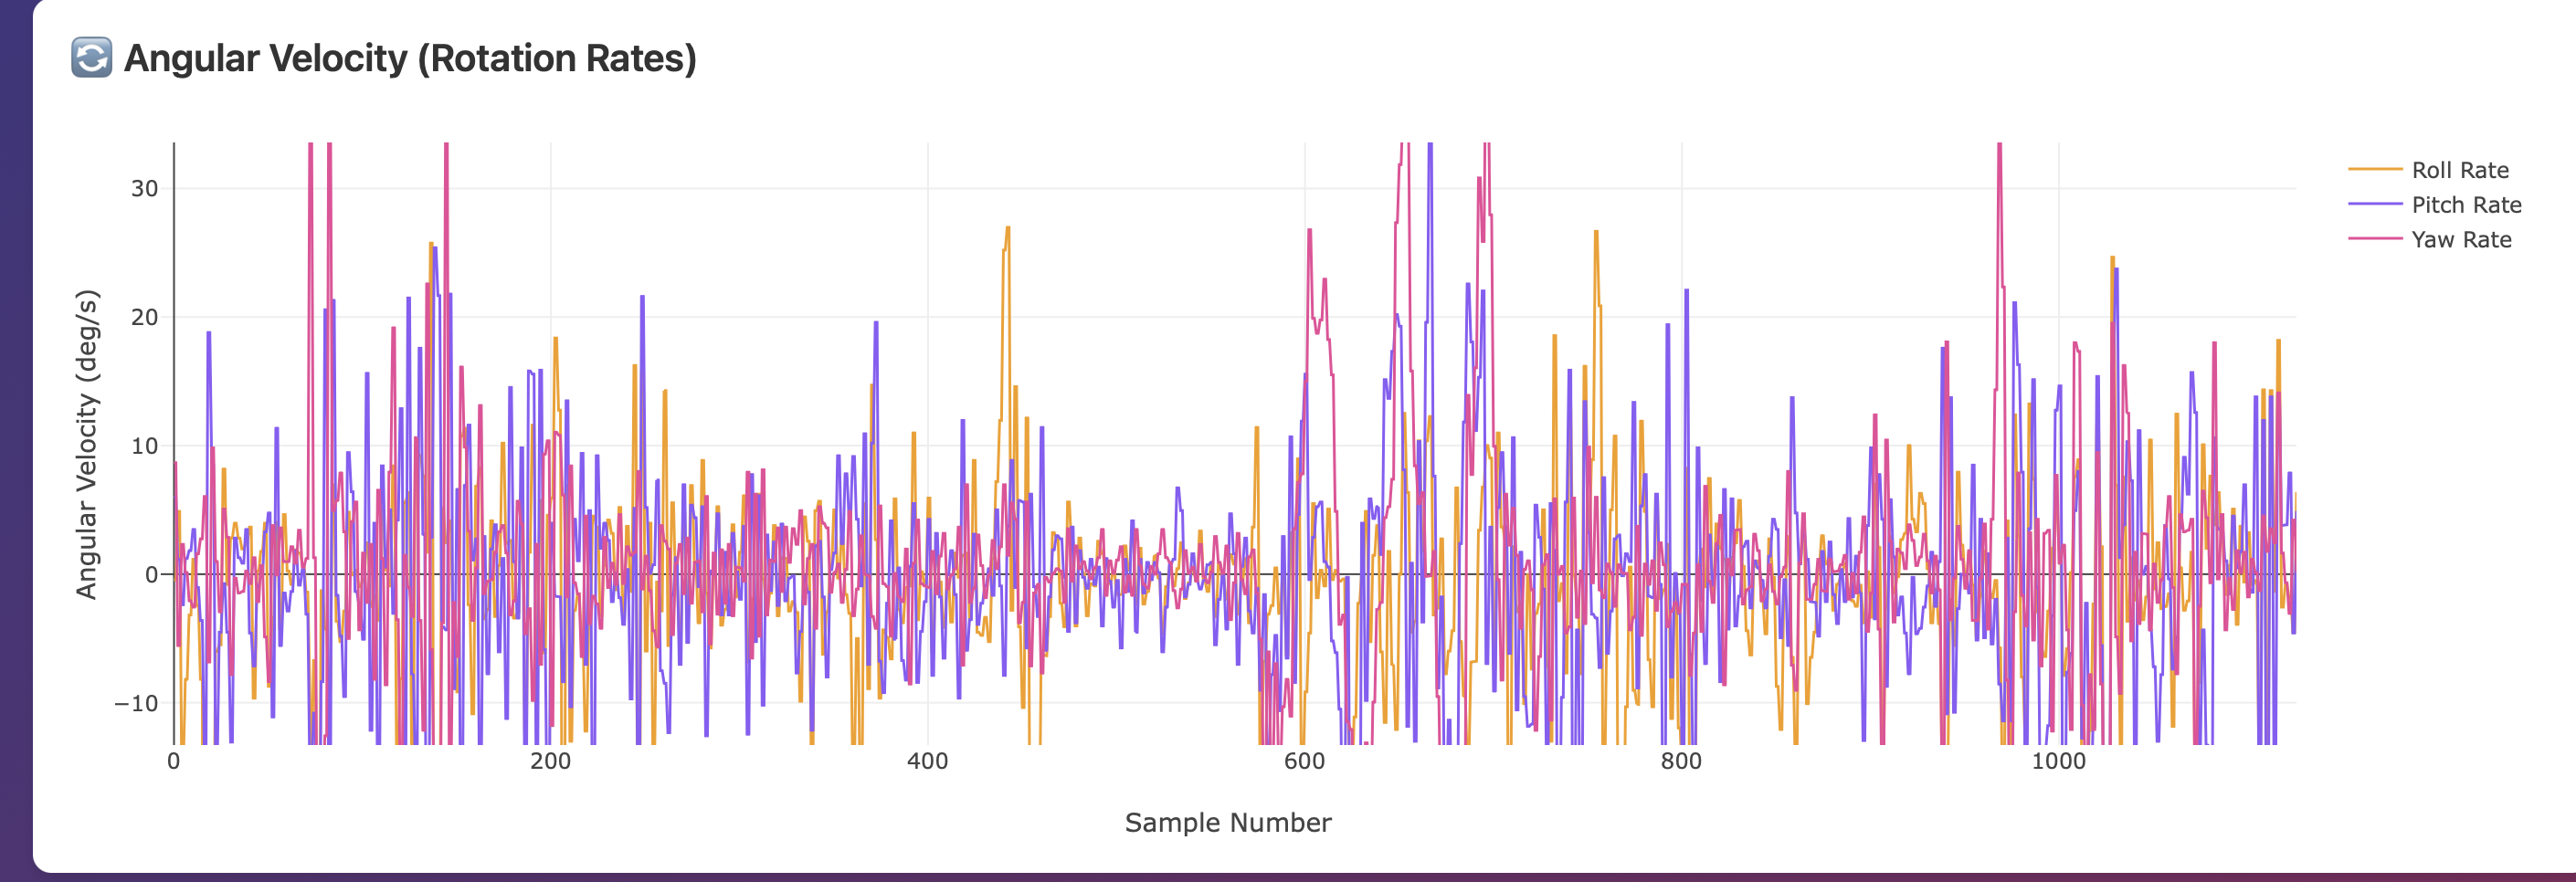 Angular Velocity (Rotation Rates)
Roll Rate
Pitch Rate
Yaw Rate
Angular Velocity (deg/s)
30
20
10
0
−10
0
200
400
600
800
1000
Sample Number